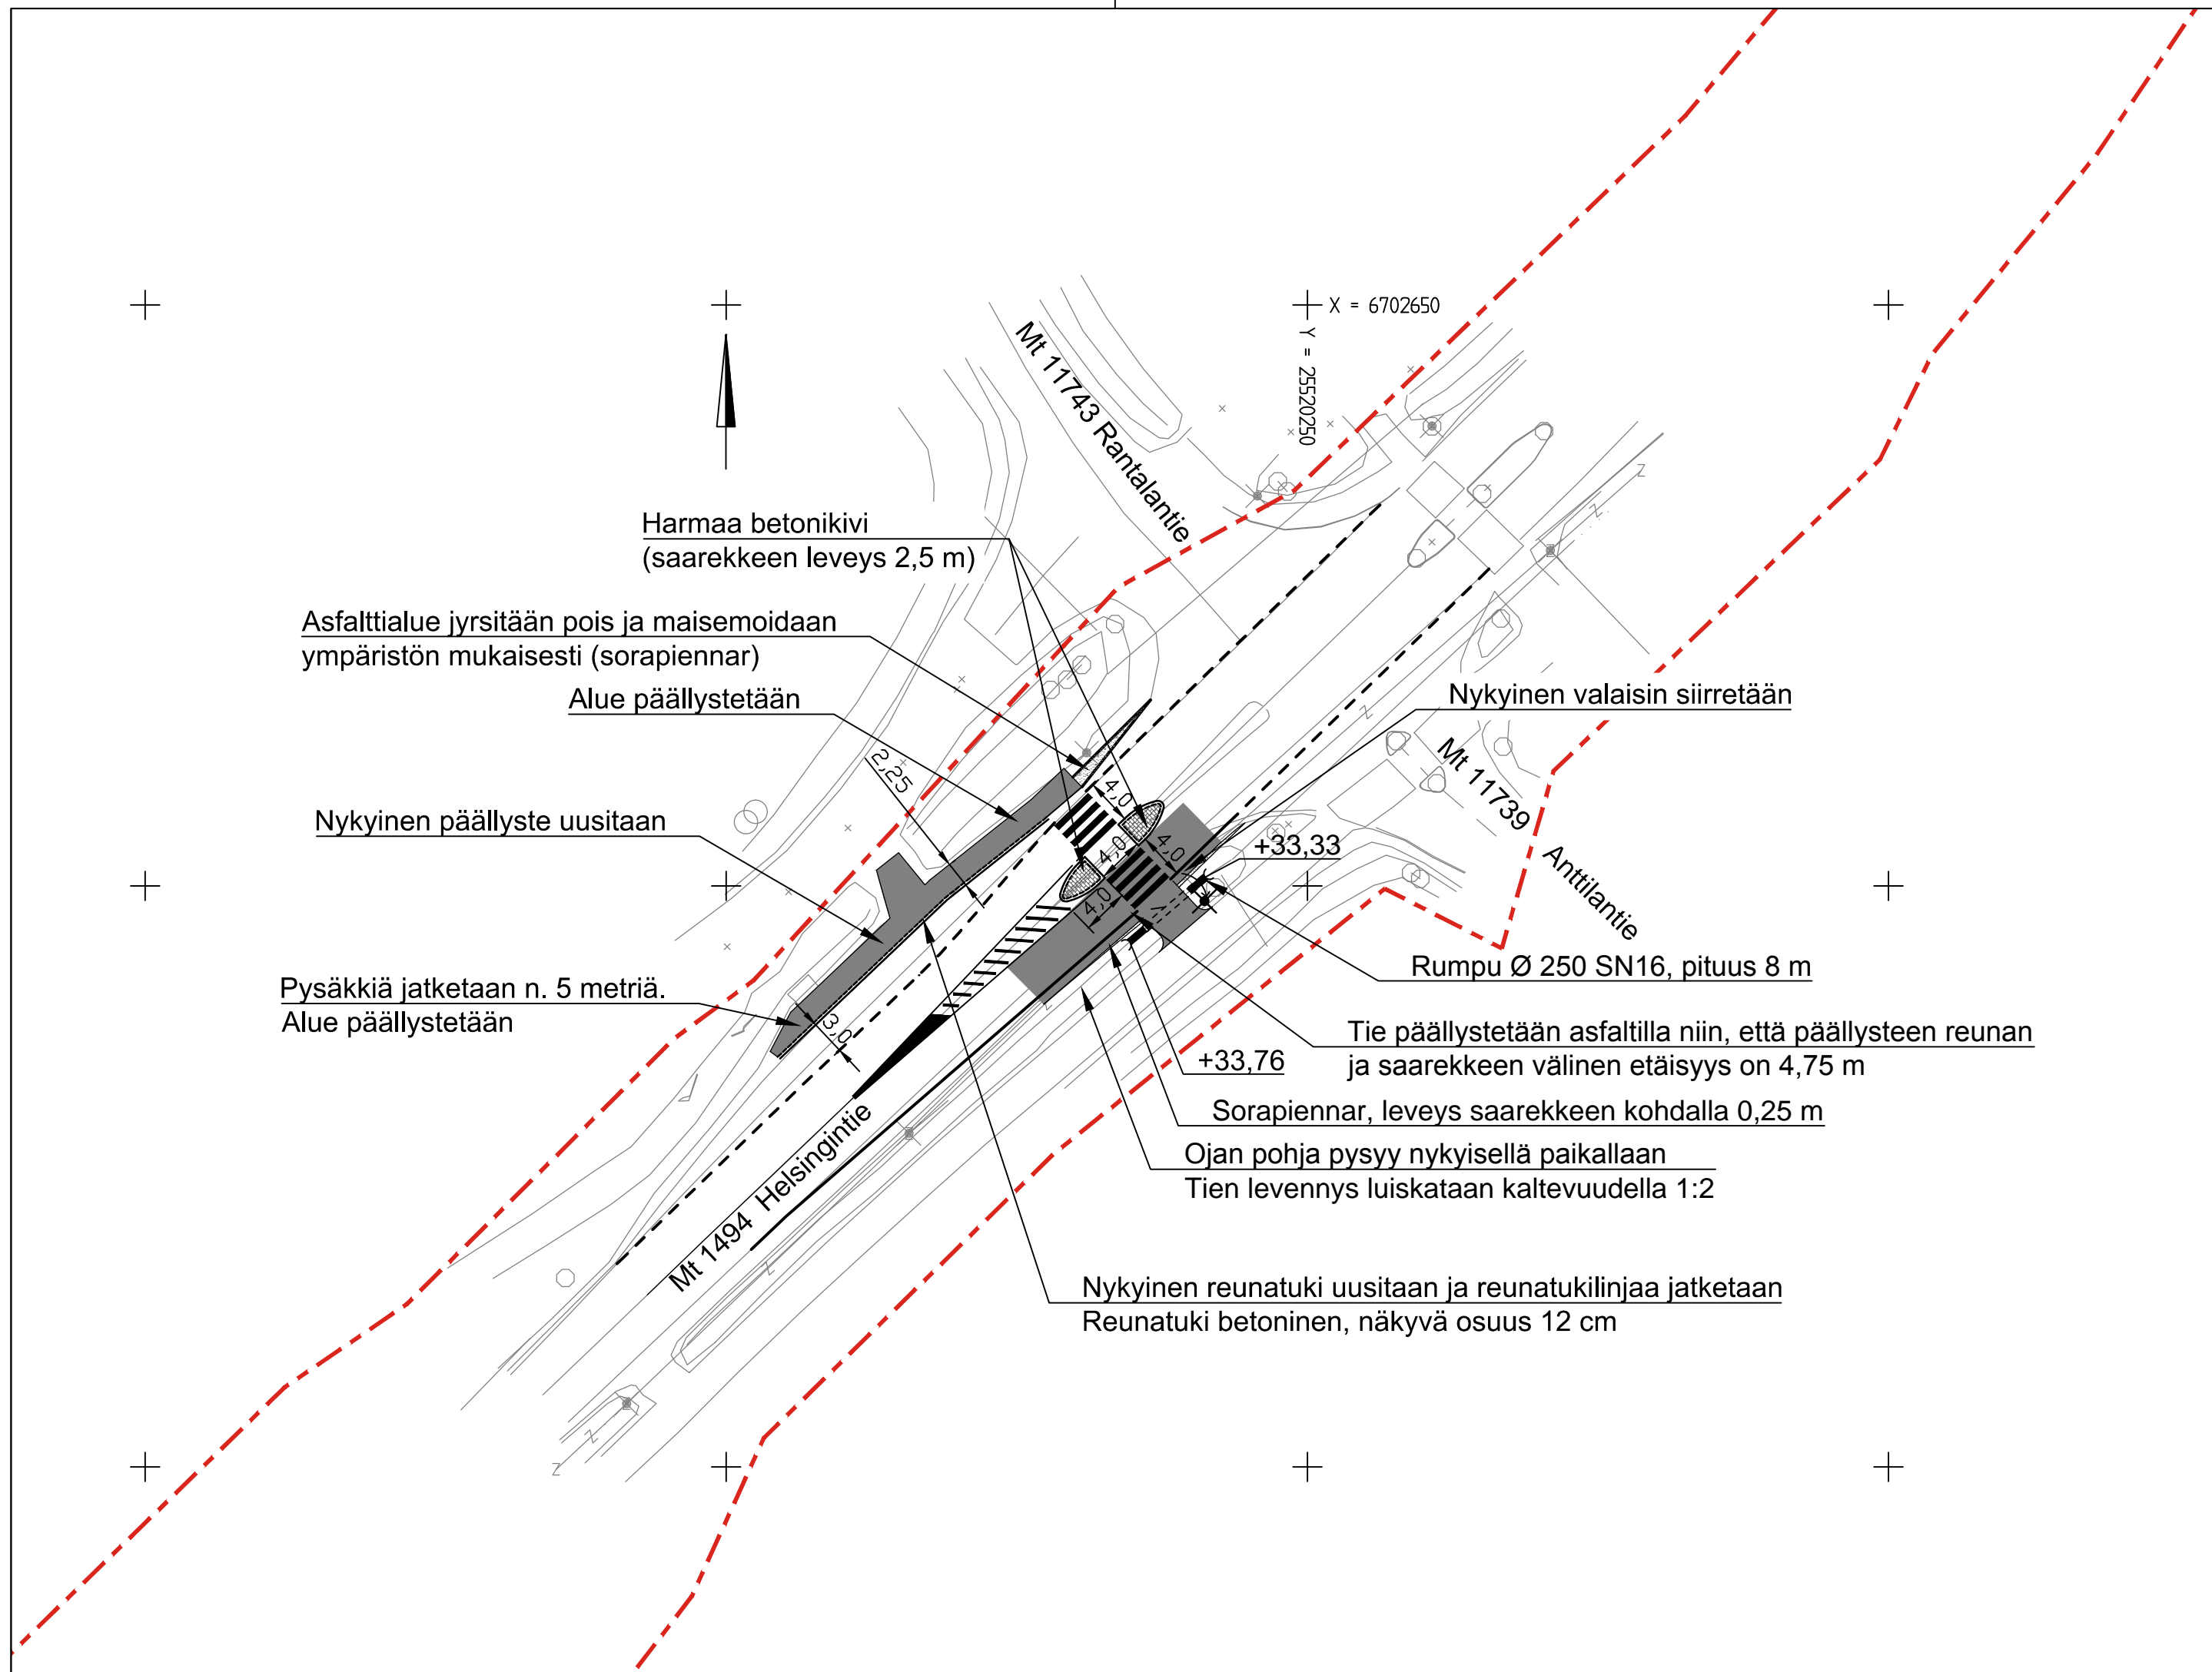 X = 6702650
Y = 25520250
Mt 11743 Rantalantie
Harmaa betonikivi
(saarekkeen leveys 2,5 m)
Asfalttialue jyrsitään pois ja maisemoidaan
ympäristön mukaisesti (sorapiennar)
Alue päällystetään
Nykyinen valaisin siirretään
2,25
Mt 11739
Anttilantie
4,0
Nykyinen päällyste uusitaan
4,0
4,0
+33,33
4,0
Rumpu Ø 250 SN16, pituus 8 m
Pysäkkiä jatketaan n. 5 metriä.
Alue päällystetään
3,0
Tie päällystetään asfaltilla niin, että päällysteen reunan
ja saarekkeen välinen etäisyys on 4,75 m
+33,76
Sorapiennar, leveys saarekkeen kohdalla 0,25 m
Mt 1494 Helsingintie
Ojan pohja pysyy nykyisellä paikallaan
Tien levennys luiskataan kaltevuudella 1:2
Nykyinen reunatuki uusitaan ja reunatukilinjaa jatketaan
Reunatuki betoninen, näkyvä osuus 12 cm